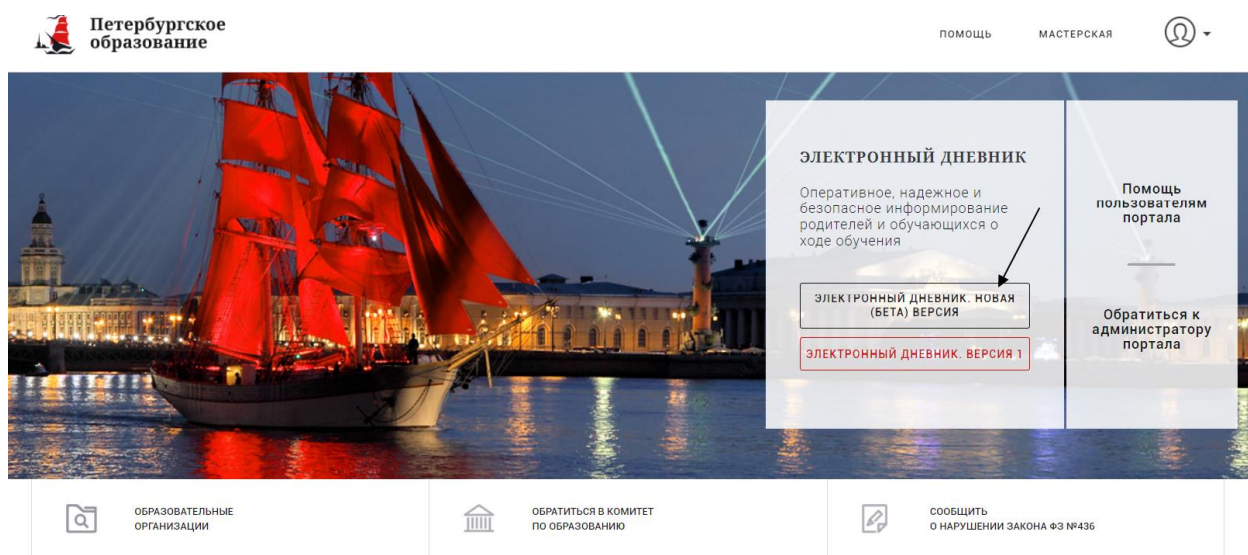 Петербургское
образование
ПОМОЩЬ
МАСТЕРСКАЯ
ЭЛЕКТРОННЫЙ ДНЕВНИК
Оперативное, надежное и
безопасное информирование
родителей и обучающихся о
ходе обучения
ЭЛЕКТРОННЫЙ ДНЕВНИК. НОВАЯ
(БЕТА) ВЕРСИЯ
ЭЛЕКТРОННЫЙ ДНЕВНИК. ВЕРСИЯ 1
Помощь
пользователям
портала
Обратиться к
администратору
портала
ОБРАЗОВАТЕЛЬНЫЕ
ОРГАНИЗАЦИИ
ОБРАТИТЬСЯ В КОМИТЕТ
ПО ОБРАЗОВАНИЮ
СООБЩИТЬ
О НАРУШЕНИИ ЗАКОНА ФЗ №436